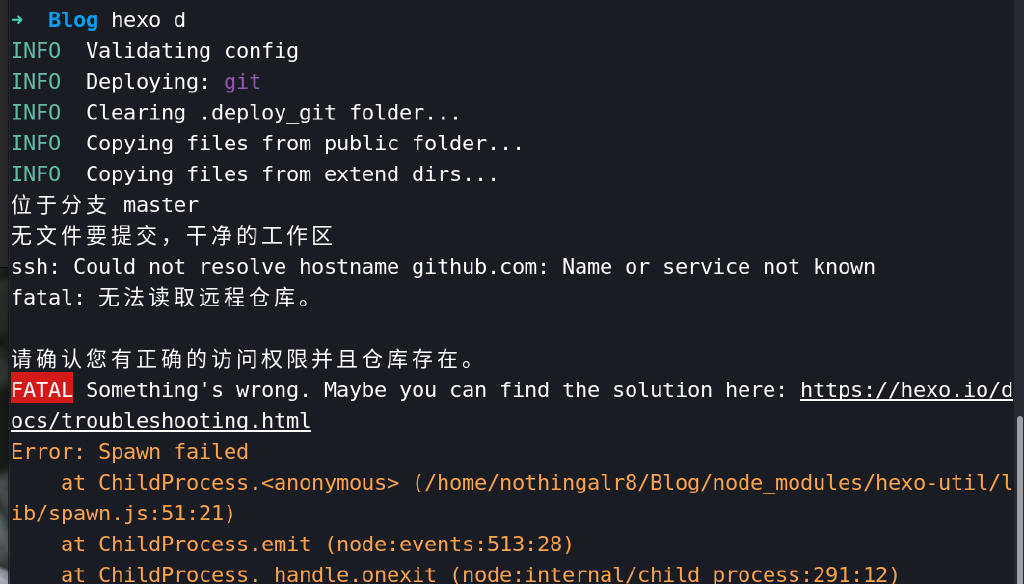 ➜  Blog hexo d
INFO  Validating config
INFO  Deploying: git
INFO  Clearing .deploy_git folder...
INFO  Copying files from public folder...
INFO  Copying files from extend dirs...
位于分支 master
无文件要提交，干净的工作区
ssh: Could not resolve hostname github.com: Name or service not known
fatal: 无法读取远程仓库。

请确认您有正确的访问权限并且仓库存在。
FATAL Something's wrong. Maybe you can find the solution here: https://hexo.io/d
ocs/troubleshooting.html
Error: Spawn failed
    at ChildProcess.<anonymous> (/home/nothingalr8/Blog/node_modules/hexo-util/l
ib/spawn.js:51:21)
    at ChildProcess.emit (node:events:513:28)
    at ChildProcess._handle.onexit (node:internal/child_process:291:12)